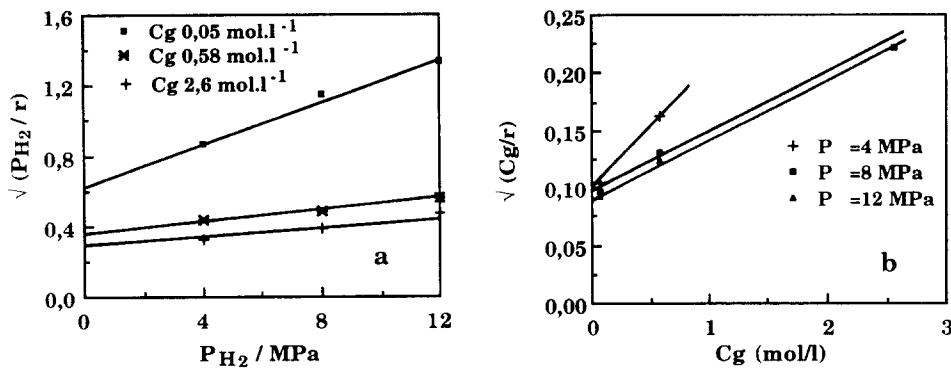 1,6
1,2
0,8
0,4
0,0
√ (P H2 / r)
Cg 0,05 mol.l -1
Cg 0,58 mol.l -1
Cg 2,6 mol.l -1
a
0 4 8 12
P H2 / MPa
0,25
0,20
0,15
0,10
0,05
0,00
√ (Cg/r)
P =4 MPa
P =8 MPa
P =12 MPa
b
0 1 2 3
Cg (mol/l)